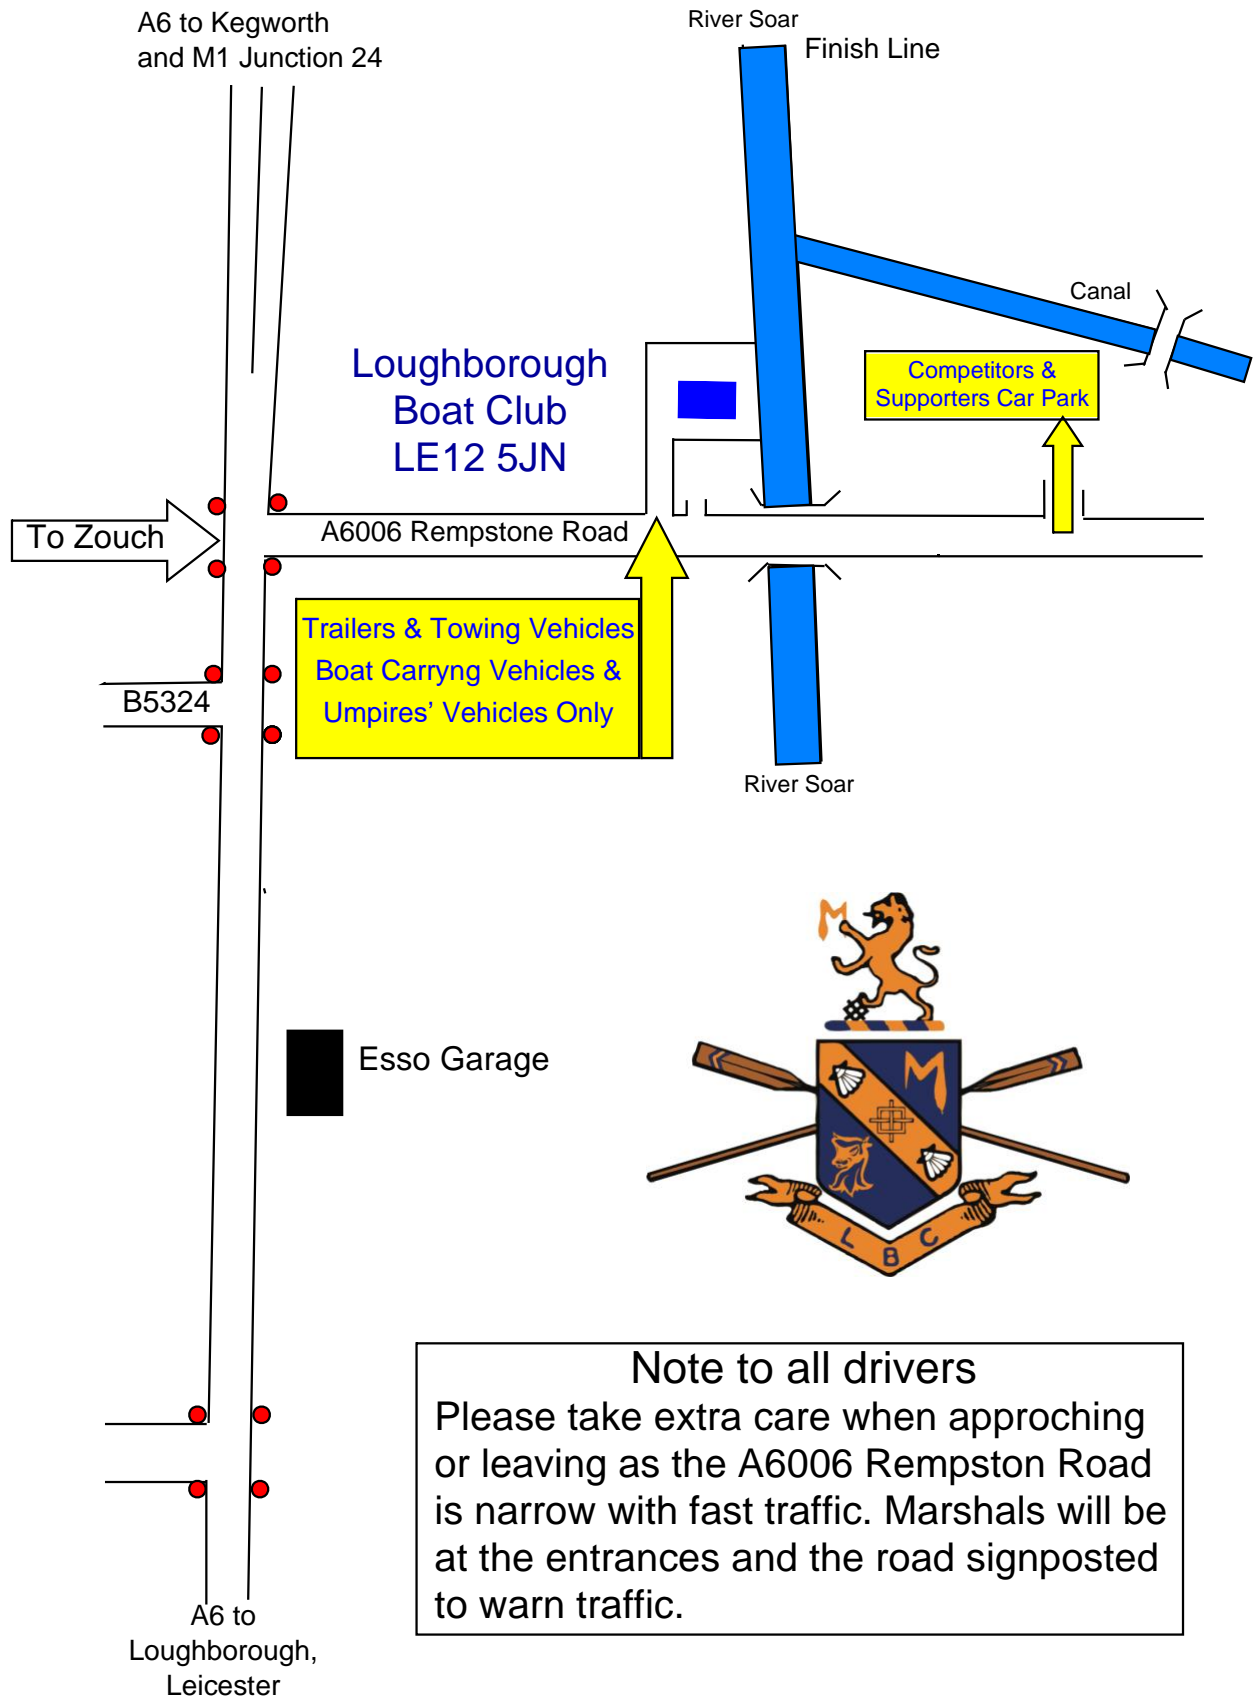 A6 to Kegworth
and M1 Junction 24
River Soar
Finish Line
Canal
Loughborough
Boat Club
LE12 5JN
Competitors &
Supporters Car Park
To Zouch
A6006 Rempstone Road
Trailers & Towing Vehicles
Boat Carryng Vehicles &
Umpires’ Vehicles Only
B5324
River Soar
M
Esso Garage
M
L B C
Note to all drivers
Please take extra care when approching
or leaving as the A6006 Rempston Road
is narrow with fast traffic. Marshals will be
at the entrances and the road signposted
to warn traffic.
A6 to
Loughborough,
Leicester